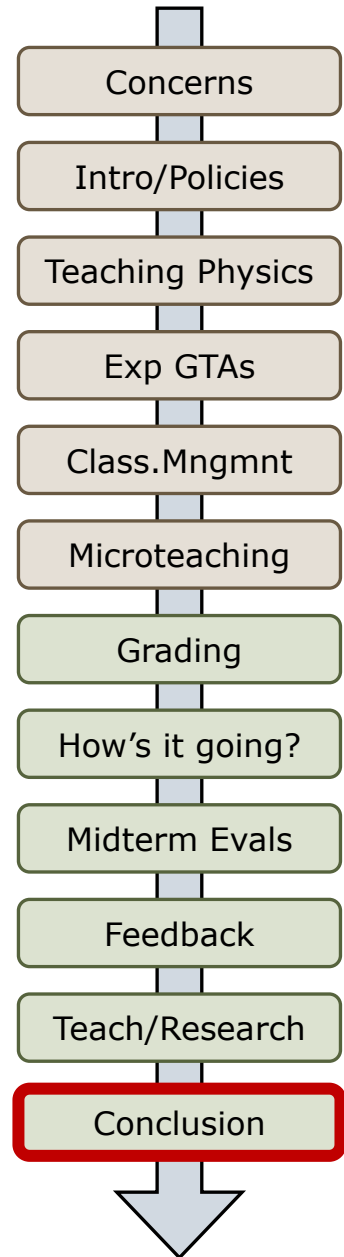 Concerns
Intro/Policies
Teaching Physics
Exp GTAs
Class.Mngmnt
Microteaching
Grading
How’s it going?
Midterm Evals
Feedback
Teach/Research
Conclusion